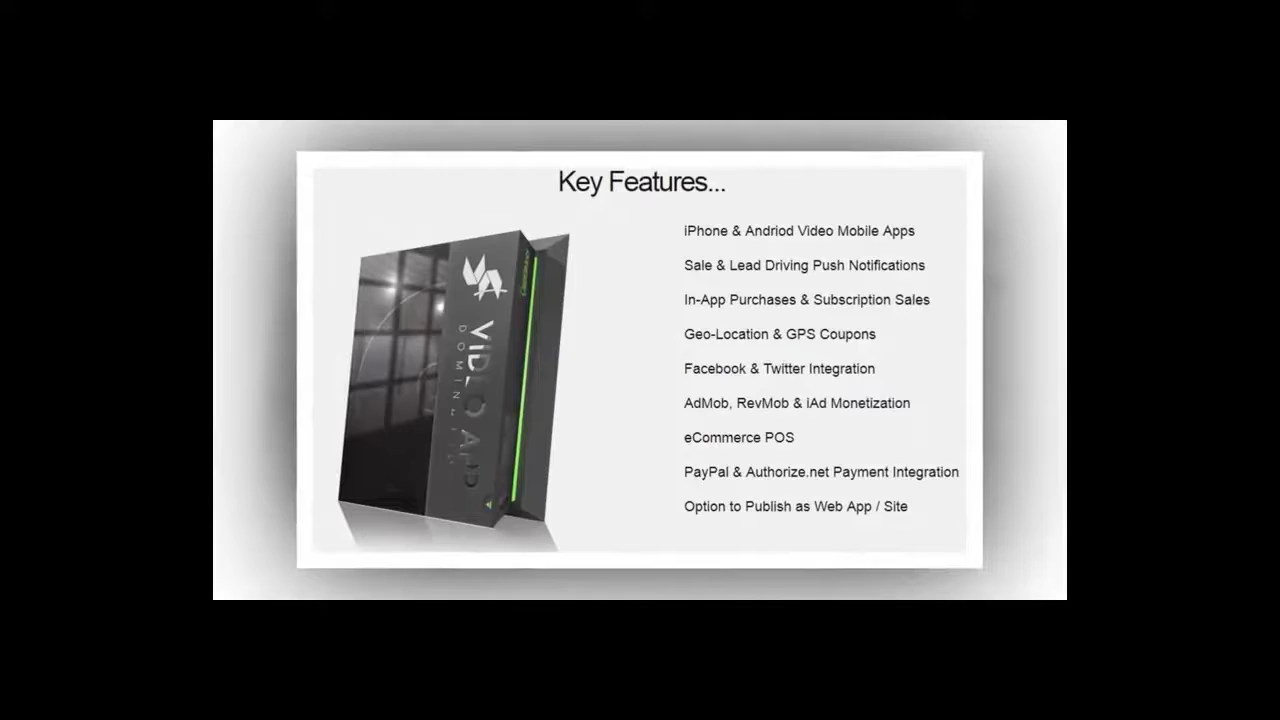 Key Features...
iPhone & Andriod Video Mobile Apps
Sale & Lead Driving Push Notifications
In-App Purchases & Subscription Sales
Geo-Location & GPS Coupons
Facebook & Twitter Integration
AdMob, RevMob & iAd Monetization
eCommerce POS
PayPal & Authorize.net Payment Integration
Option to Publish as Web App / Site
VIDEO APP